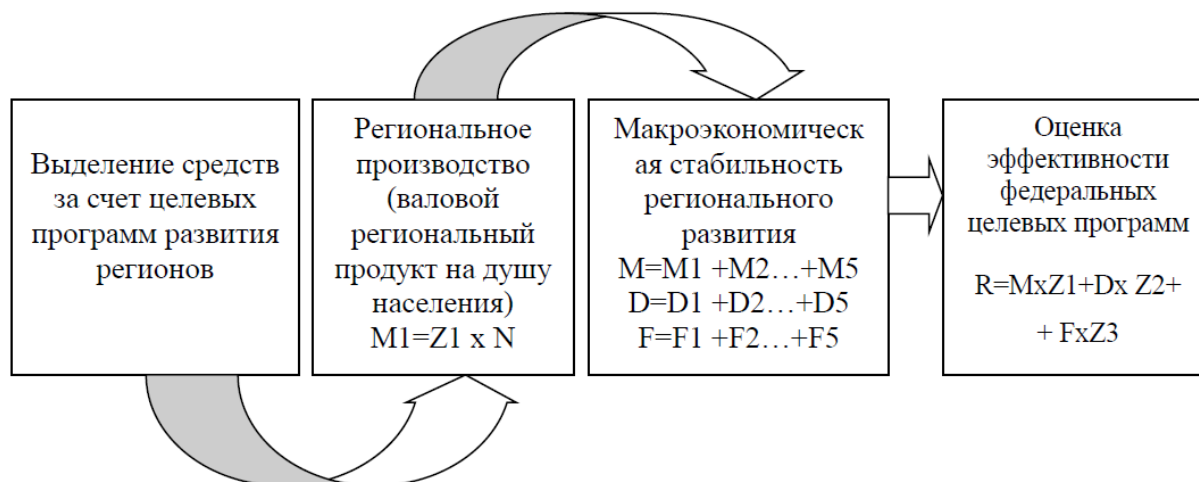 Выделение средств
за счет целевых
программ развития
регионов
Региональное
производство
(валовой
региональный
продукт на душу
населения)
M1=Z1 x N
Макроэкономическ
ая стабильность
регионального
развития
M=M1 +M2…+M5
D=D1 +D2…+D5
F=F1 +F2…+F5
Оценка
эффективности
федеральных
целевых программ
R=MxZ1+Dx Z2+
+ FxZ3